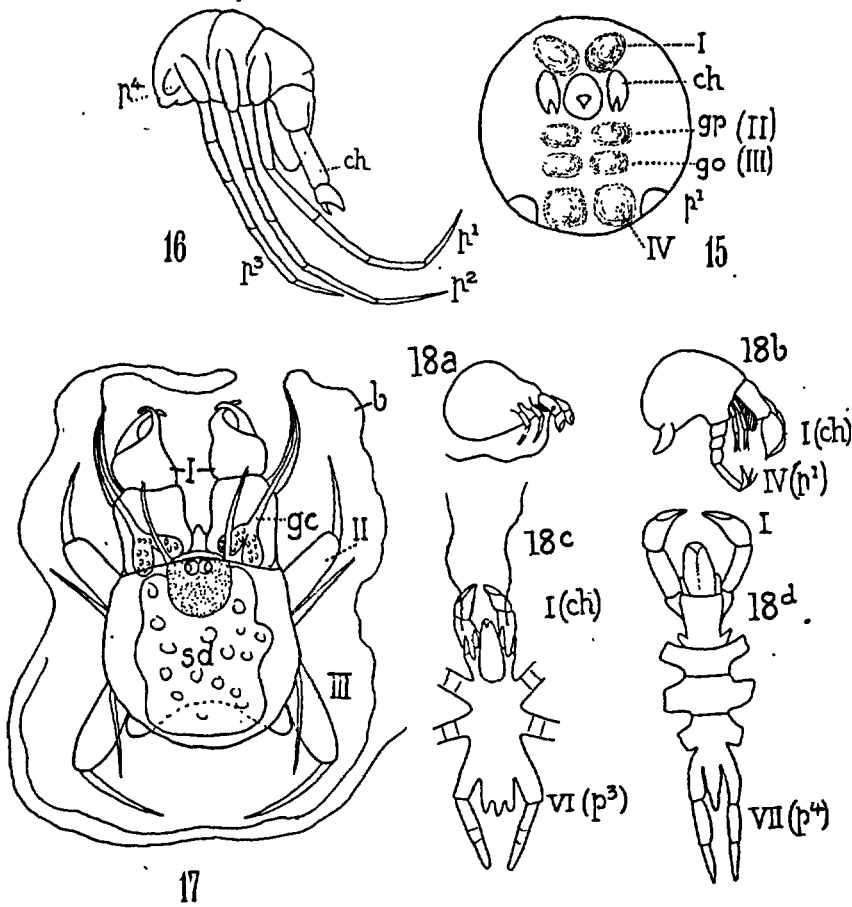 p⁴
ch
p¹
p²
p³
16
I
ch
gp (II)
go (III)
p¹
IV
15
b
I
gc
II
sd
III
17
18a
18b
I(ch)
IV(p¹)
18c
I(ch)
VI(p³)
I
18d
VII(p⁴)